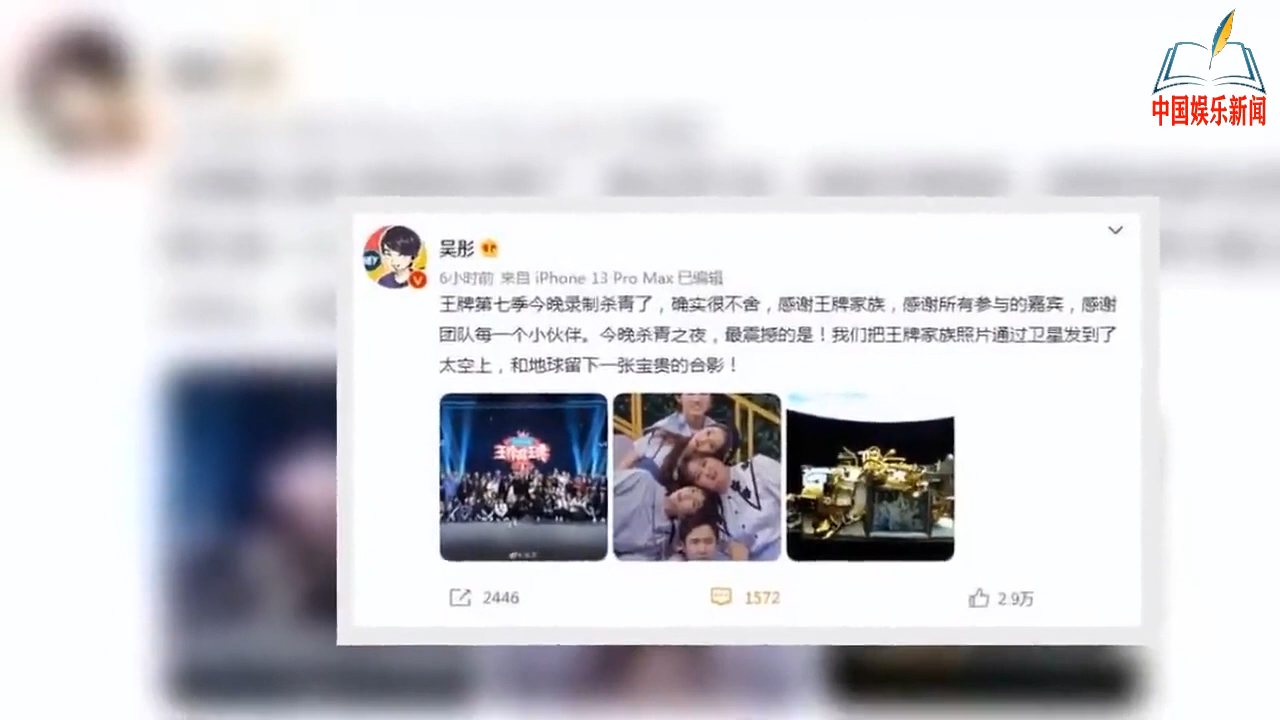 中国娱乐新闻
吴彤
6小时前 来自 iPhone 13 Pro Max 已编辑
王牌第七季今晚录制杀青了，确实很不舍，感谢王牌家族，感谢所有参与的嘉宾，感谢
团队每一个小伙伴。今晚杀青之夜，最震撼的是！我们把王牌家族照片通过卫星发到了
太空上，和地球留下一张宝贵的合影！
2446
1572
2.9万